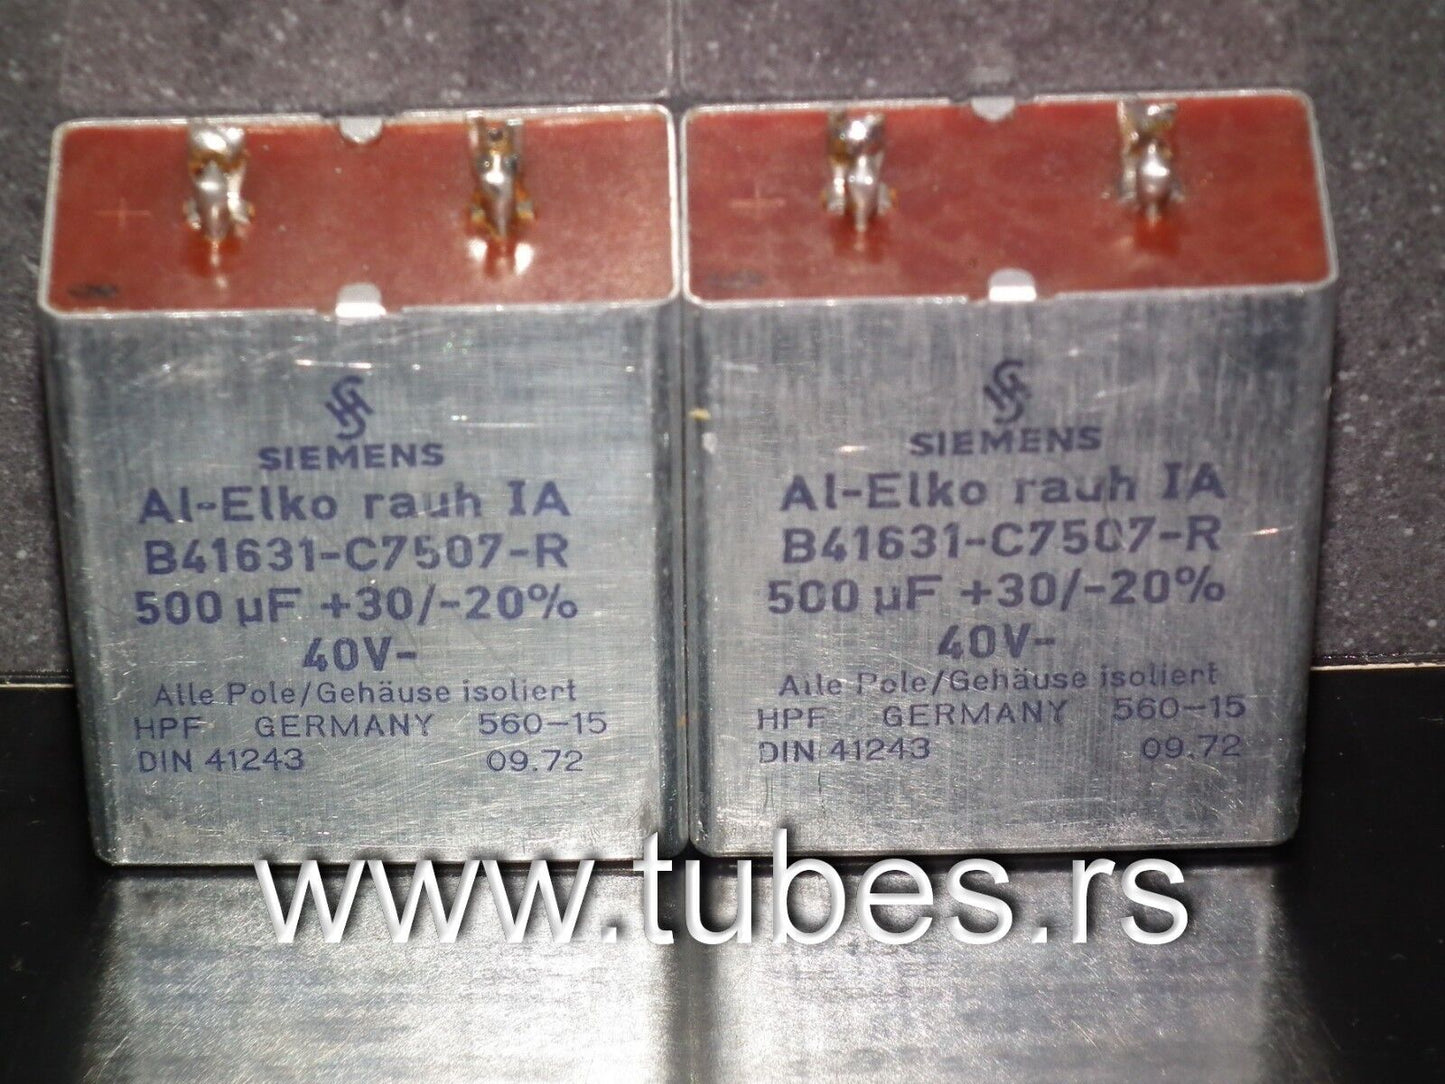 +
SIEMENS
Al-Elko rauh IA
B41631-C7507-R
500 µF +30/-20%
40V-
Alle Pole/Gehäuse isoliert
HPF GERMANY 560-15
DIN 41243 09.72
+
SIEMENS
Al-Elko rauh IA
B41631-C7507-R
500 µF +30/-20%
40V-
Alle Pole/Gehäuse isoliert
HPF GERMANY 560-15
DIN 41243 09.72
www.tubes.rs